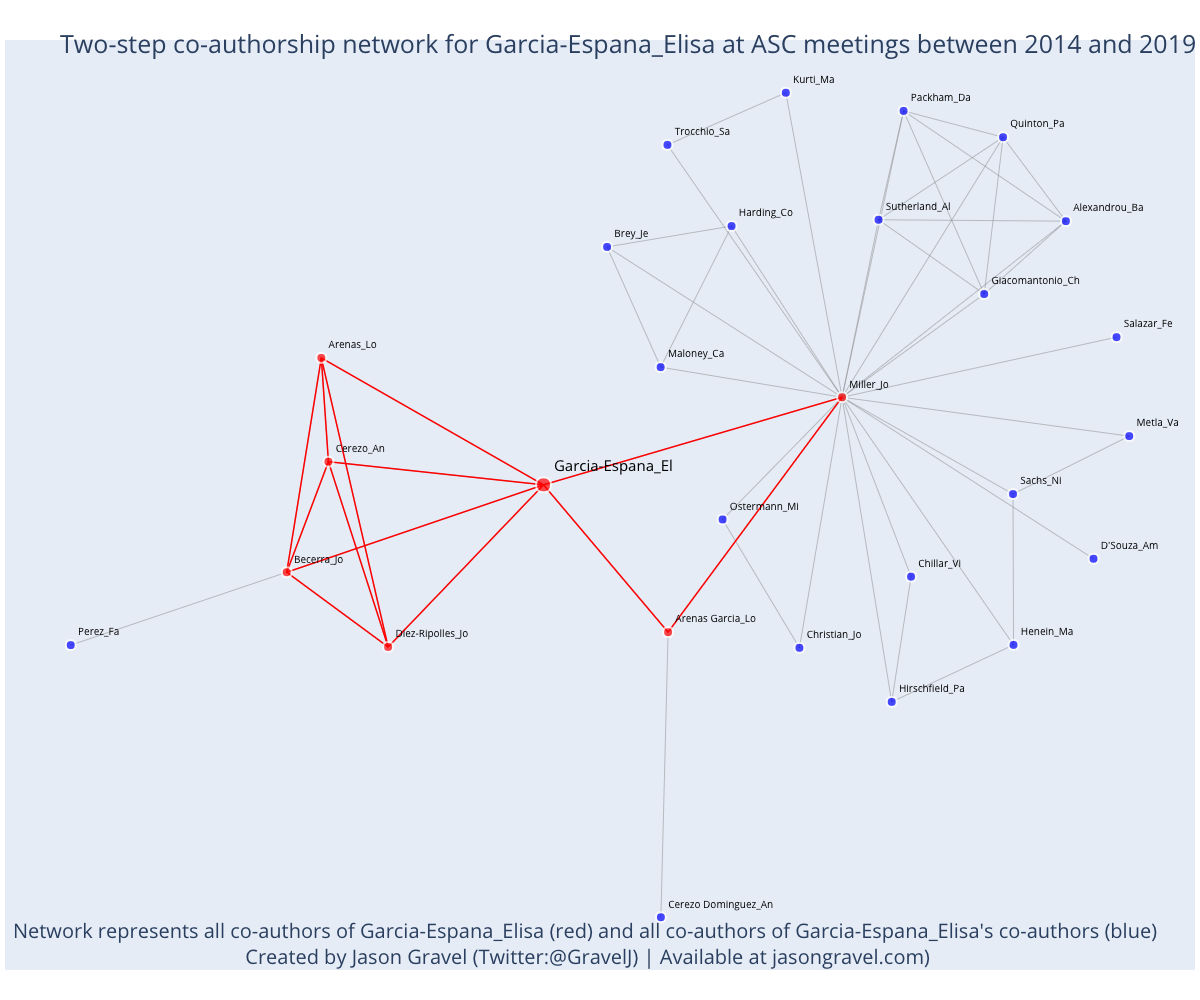 Two-step co-authorship network for Garcia-Espana_Elisa at ASC meetings between 2014 and 2019
Kurti_Ma
Packham_Da
Quinton_Pa
Trocchio_Sa
Harding_Co
Sutherland_Al
Alexandrou_Ba
Brey_Je
Giacomantonio_Ch
Salazar_Fe
Arenas_Lo
Maloney_Ca
Miller_Jo
Metla_Va
Cerezo_An
Garcia-Espana_El
Sachs_Ni
Ostermann_Mi
D'Souza_Am
Becerra_Jo
Chillar_Vi
Perez_Fa
Diez-Ripolles_Jo
Arenas Garcia_Lo
Christian_Jo
Henein_Ma
Hirschfield_Pa
Cerezo Dominguez_An
Network represents all co-authors of Garcia-Espana_Elisa (red) and all co-authors of Garcia-Espana_Elisa's co-authors (blue)
Created by Jason Gravel (Twitter:@GravelJ) | Available at jasongravel.com)